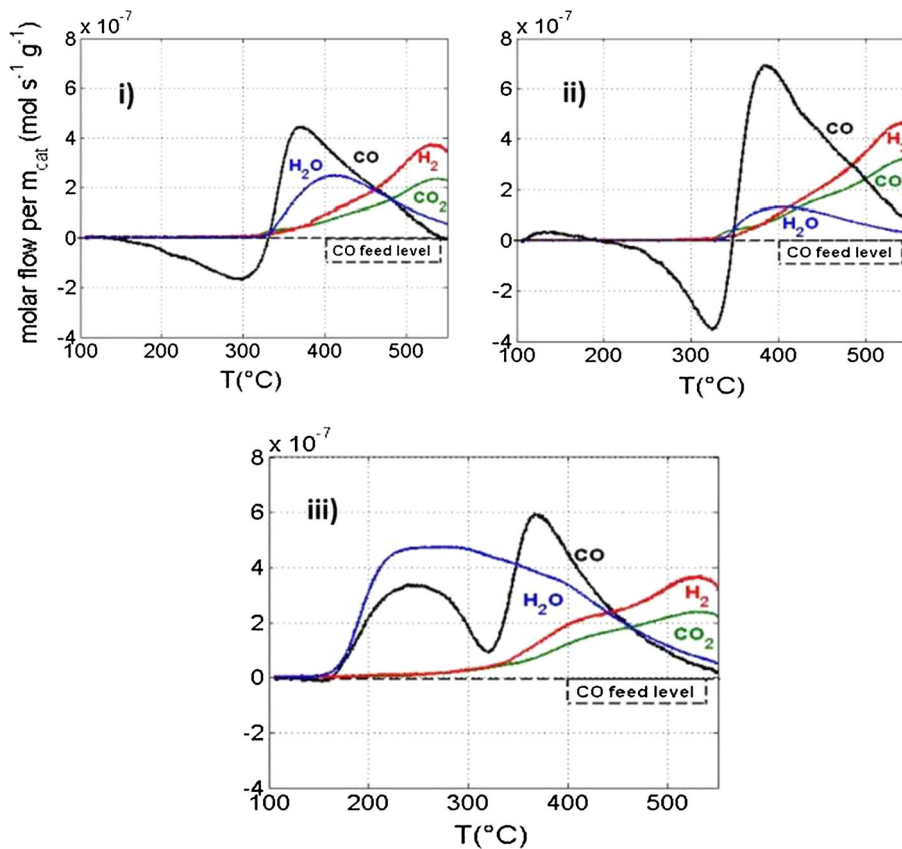 x 10⁻⁷
8
6
4
2
0
-2
-4
i)
H₂O
CO
H₂
CO₂
CO feed level
100 200 300 400 500
T(°C)
molar flow per m_cat (mol s⁻¹ g⁻¹)
x 10⁻⁷
8
6
4
2
0
-2
-4
ii)
CO
H₂
CO
H₂O
CO feed level
100 200 300 400 500
T(°C)
x 10⁻⁷
8
6
4
2
0
-2
-4
iii)
CO
H₂O
H₂
CO₂
CO feed level
100 200 300 400 500
T(°C)